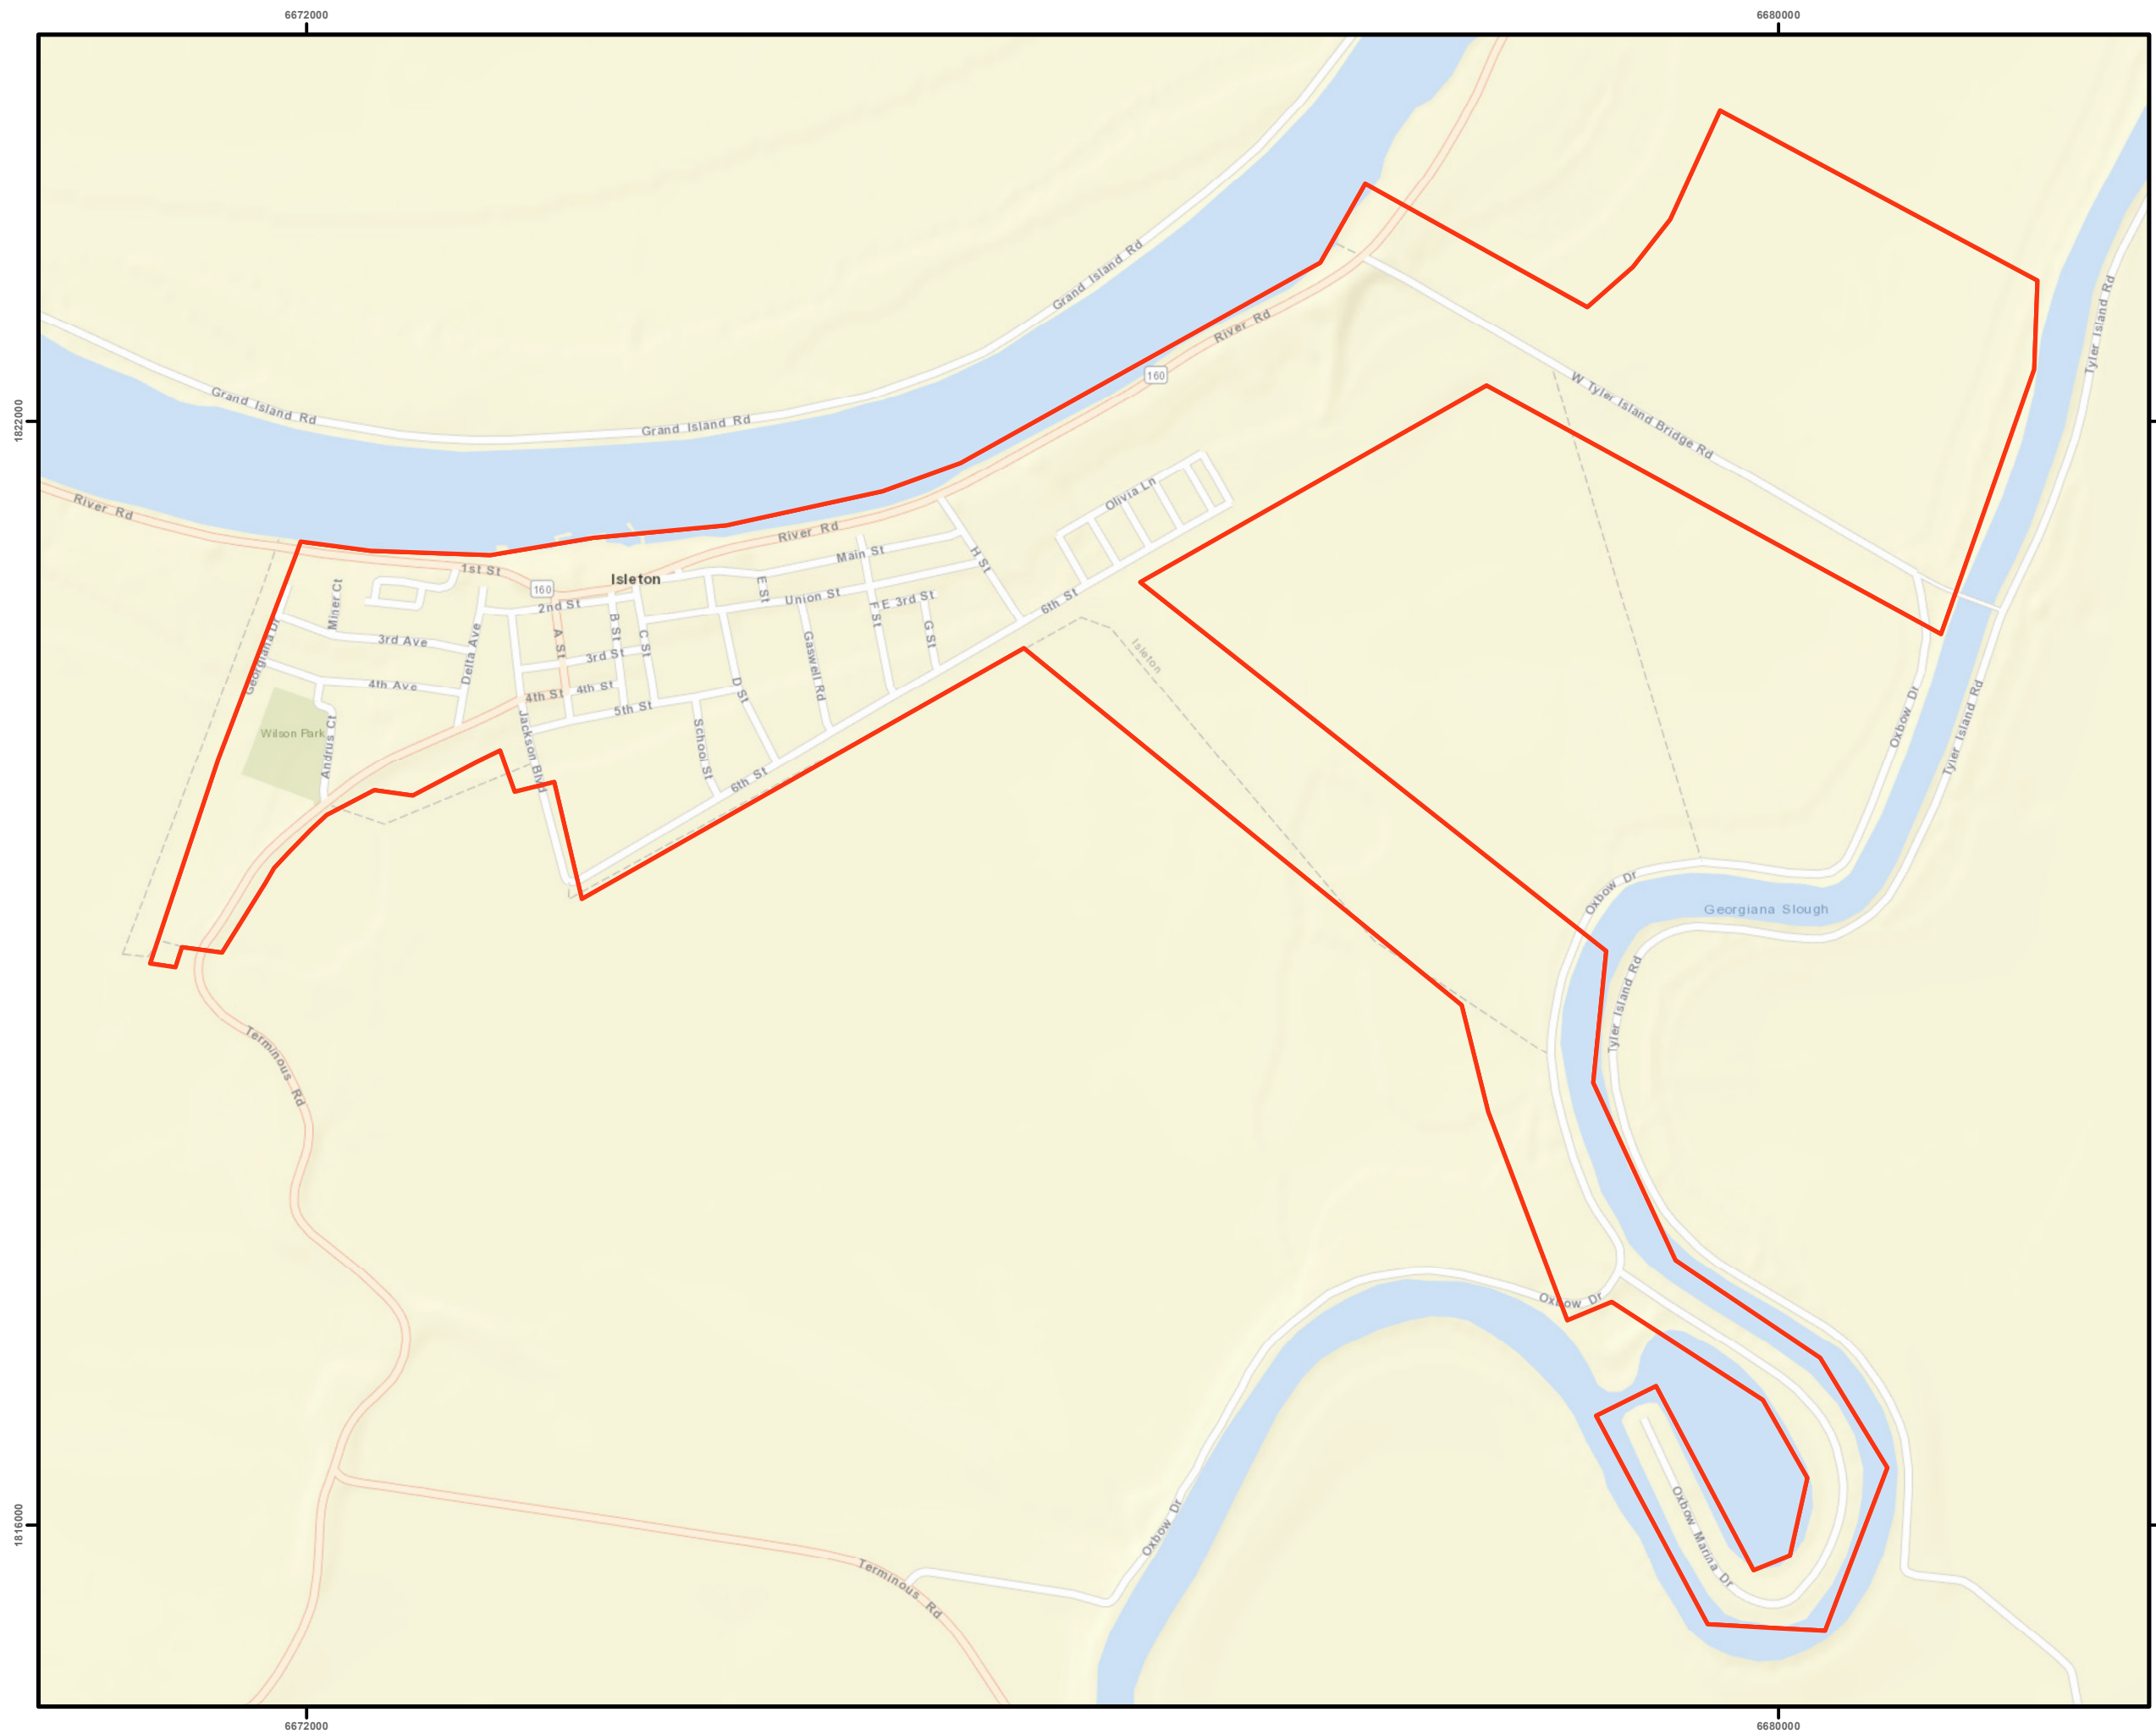 6672000
6680000
Grand Island Rd
Tyler Island Rd
River Rd
160
Grand Island Rd
Grand Island Rd
1822000
W Tyler Island Bridge Rd
River Rd
Olivia Ln
River Rd
Main St
H St
1st St
Isleton
160
E St
Union St
2nd St
Miner Ct
F St
E 3rd St
6th St
B St
G St
3rd Ave
A St
C St
Isleton
Georgiana Dr
Delta Ave
3rd St
Gaswell Rd
4th Ave
4th St
4th St
D St
5th St
Wilson Park
Andrus Ct
Jackson Blvd
School St
6th St
Oxbow Dr
Tyler Island Rd
Oxbow Dr
Georgiana Slough
Tyler Island Rd
Terminous Rd
Oxbow Dr
1816000
Oxbow Dr
Oxbow Marina Dr
Terminous Rd
6672000
6680000